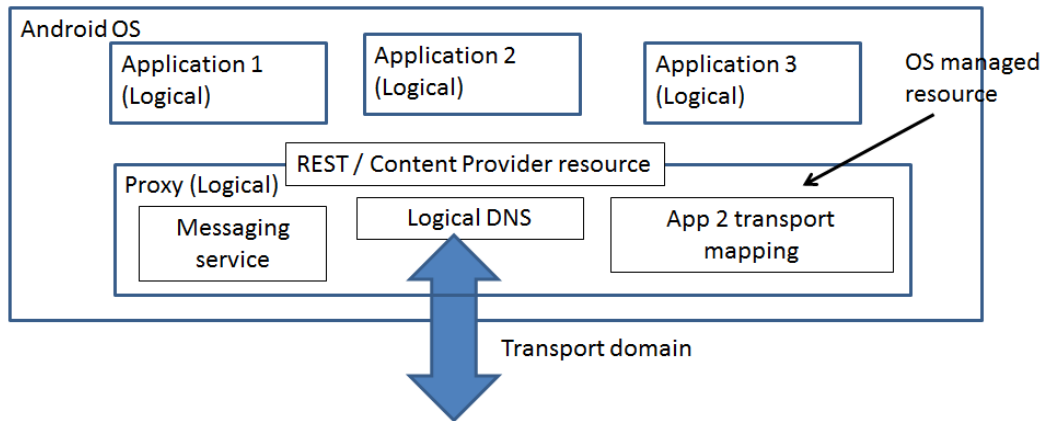 Android OS
Application 1
(Logical)
Application 2
(Logical)
Application 3
(Logical)
OS managed
resource
REST / Content Provider resource
Proxy (Logical)
Messaging
service
Logical DNS
App 2 transport
mapping
Transport domain